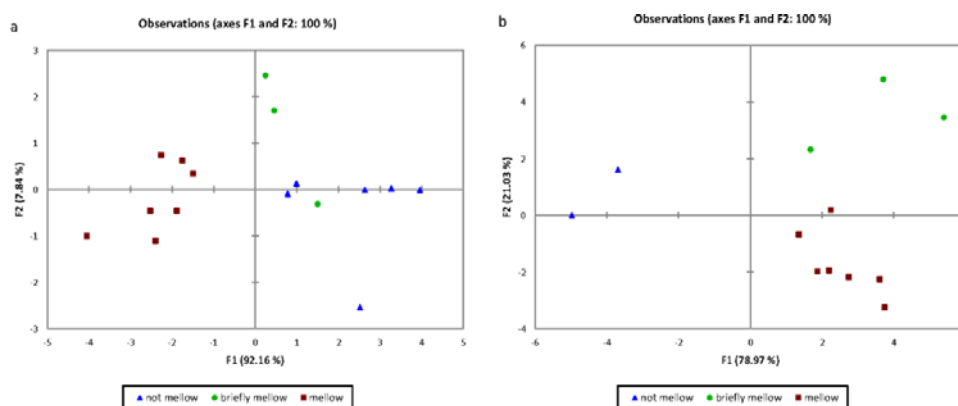 a
Observations (axes F1 and F2: 100 %)
3
2
1
0
-1
-2
-3
F2 (7.84 %)
-5 -4 -3 -2 -1 0 1 2 3 4 5
F1 (92.16 %)
not mellow briefly mellow mellow
b
Observations (axes F1 and F2: 100 %)
6
4
2
0
-2
-4
F2 (21.03 %)
-6 -4 -2 0 2 4
F1 (78.97 %)
not mellow briefly mellow mellow